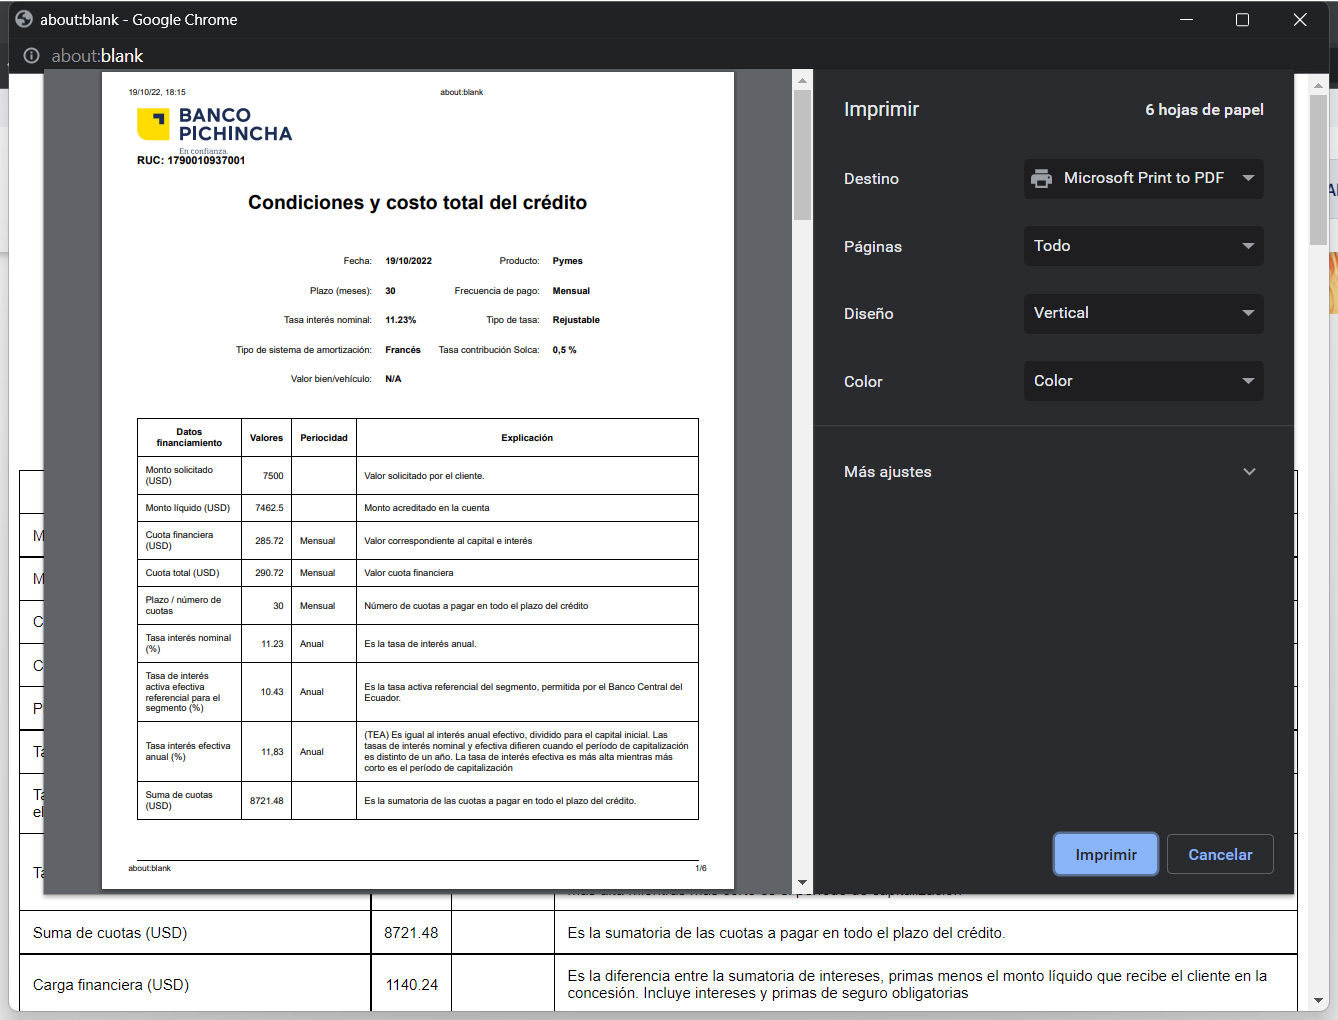 about:blank - Google Chrome
about:blank
19/10/22, 18:15
about:blank
BANCO
PICHINCHA
En confianza.
RUC: 1790010937001
Condiciones y costo total del crédito
Fecha: 19/10/2022 Producto: Pymes
Plazo (meses): 30 Frecuencia de pago: Mensual
Tasa interés nominal: 11.23% Tipo de tasa: Rejustable
Tipo de sistema de amortización: Francés Tasa contribución Solca: 0,5 %
Valor bien/vehículo: N/A
Datos
financiamiento
Valores
Periocidad
Explicación
Monto solicitado
(USD)
7500
Valor solicitado por el cliente.
Monto líquido (USD)
7462.5
Monto acreditado en la cuenta
Cuota financiera
(USD)
285.72
Mensual
Valor correspondiente al capital e interés
Cuota total (USD)
290.72
Mensual
Valor cuota financiera
Plazo / número de
cuotas
30
Mensual
Número de cuotas a pagar en todo el plazo del crédito
Tasa interés nominal
(%)
11.23
Anual
Es la tasa de interés anual.
Tasa de interés
activa efectiva
referencial para el
segmento (%)
10.43
Anual
Es la tasa activa referencial del segmento, permitida por el Banco Central del
Ecuador.
Tasa interés efectiva
anual (%)
11,83
Anual
(TEA) Es igual al interés anual efectivo, dividido para el capital inicial. Las
tasas de interés nominal y efectiva difieren cuando el período de capitalización
es distinto de un año. La tasa de interés efectiva es más alta mientras más
corto es el período de capitalización
Suma de cuotas
(USD)
8721.48
Es la sumatoria de las cuotas a pagar en todo el plazo del crédito.
about:blank
1/6
Imprimir
6 hojas de papel
Destino
Microsoft Print to PDF
Páginas
Todo
Diseño
Vertical
Color
Color
Más ajustes
Imprimir
Cancelar
M
M
C
C
P
Ta
Ta
el
Ta
Suma de cuotas (USD)
8721.48
Es la sumatoria de las cuotas a pagar en todo el plazo del crédito.
Carga financiera (USD)
1140.24
Es la diferencia entre la sumatoria de intereses, primas menos el monto líquido que recibe el cliente en la
concesión. Incluye intereses y primas de seguro obligatorias